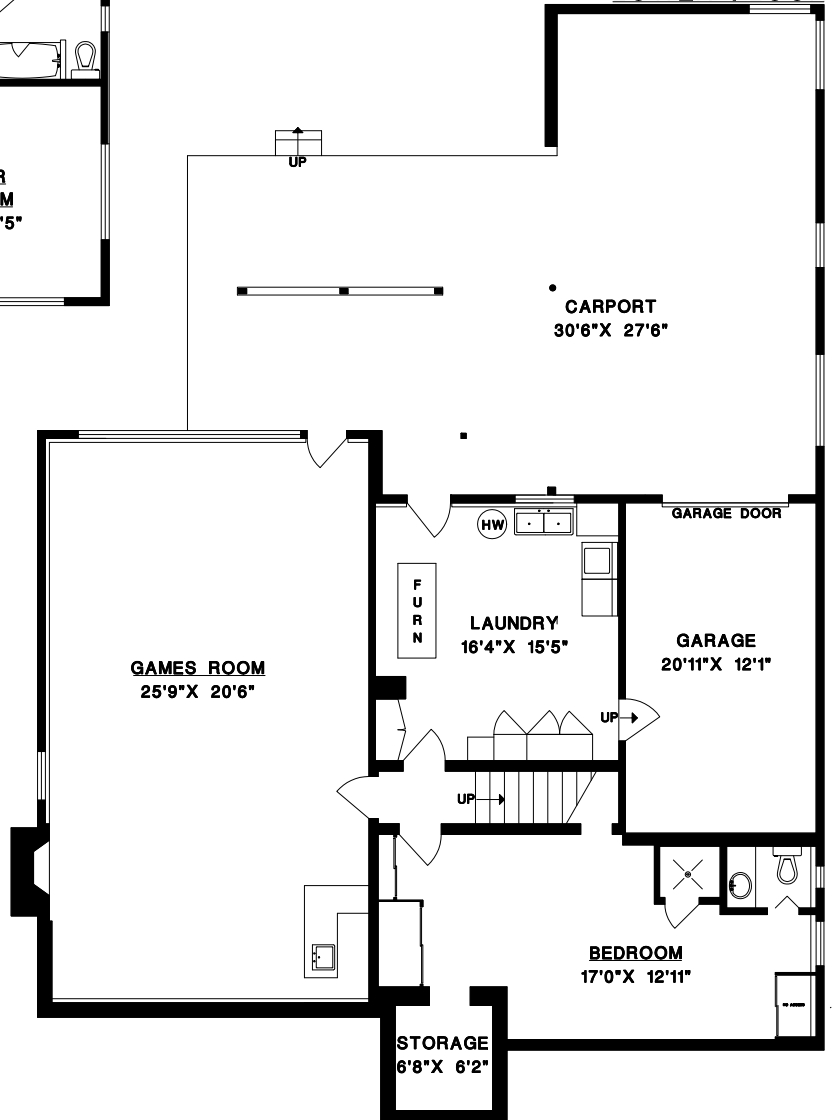 UP
R
M
'5"
CARPORT
30'6"X 27'6"
GARAGE DOOR
HW
F
U
R
N
LAUNDRY
16'4"X 15'5"
GARAGE
20'11"X 12'1"
GAMES ROOM
25'9"X 20'6"
UP
UP
BEDROOM
17'0"X 12'11"
STORAGE
6'8"X 6'2"